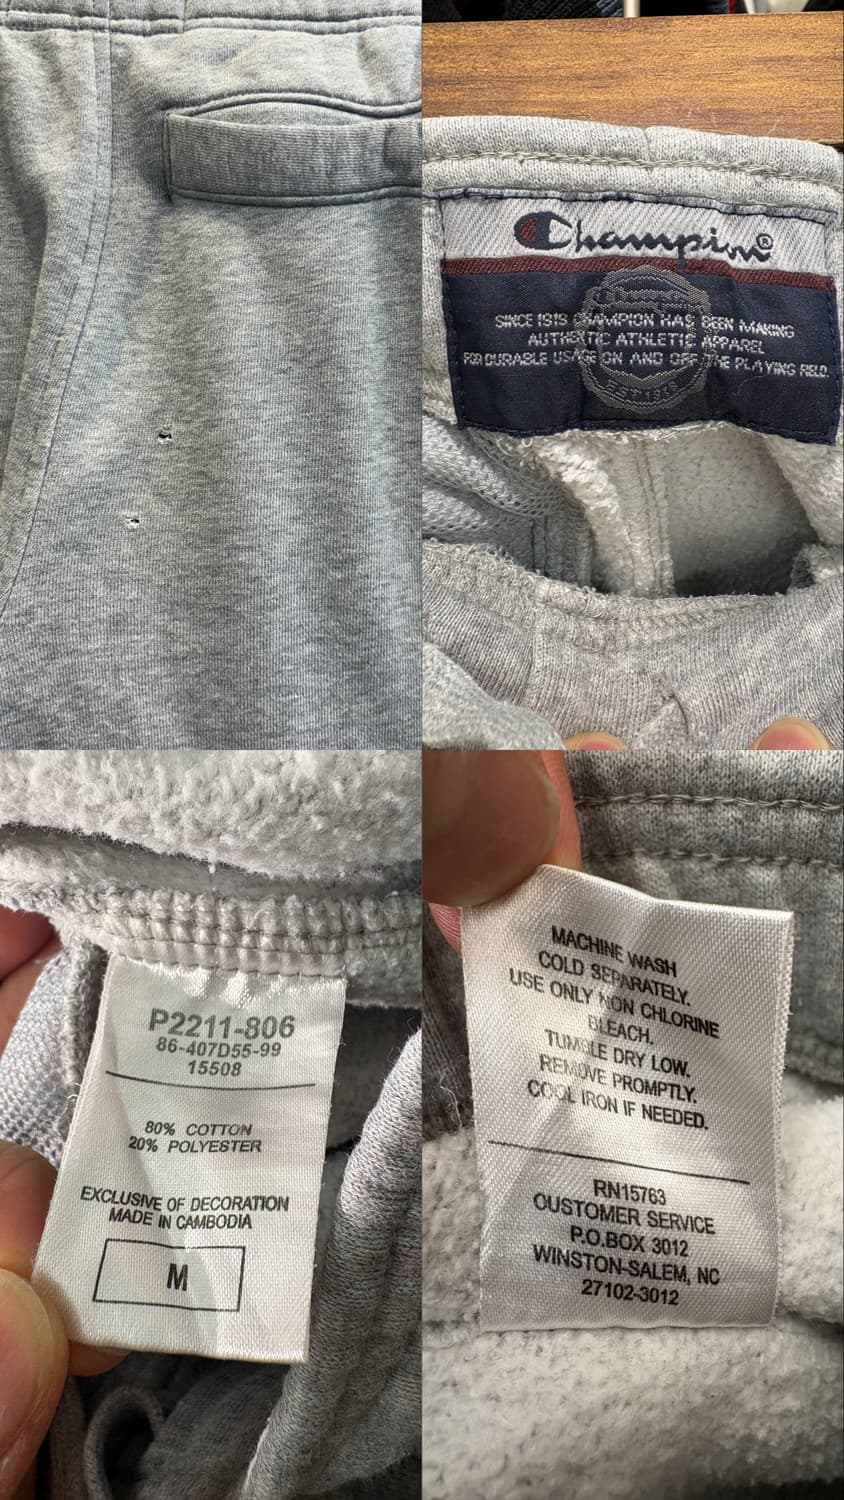 Champion®
SINCE 1919 CHAMPION HAS BEEN MAKING
AUTHENTIC ATHLETIC APPAREL
FOR DURABLE USAGE ON AND OFF THE PLAYING FIELD.
Champion
EST 1919
P2211-806
86-407D55-99
15508
80% COTTON
20% POLYESTER
EXCLUSIVE OF DECORATION
MADE IN CAMBODIA
M
MACHINE WASH
COLD SEPARATELY.
USE ONLY NON CHLORINE
BLEACH.
TUMBLE DRY LOW.
REMOVE PROMPTLY.
COOL IRON IF NEEDED.
RN15763
CUSTOMER SERVICE
P.O.BOX 3012
WINSTON-SALEM, NC
27102-3012